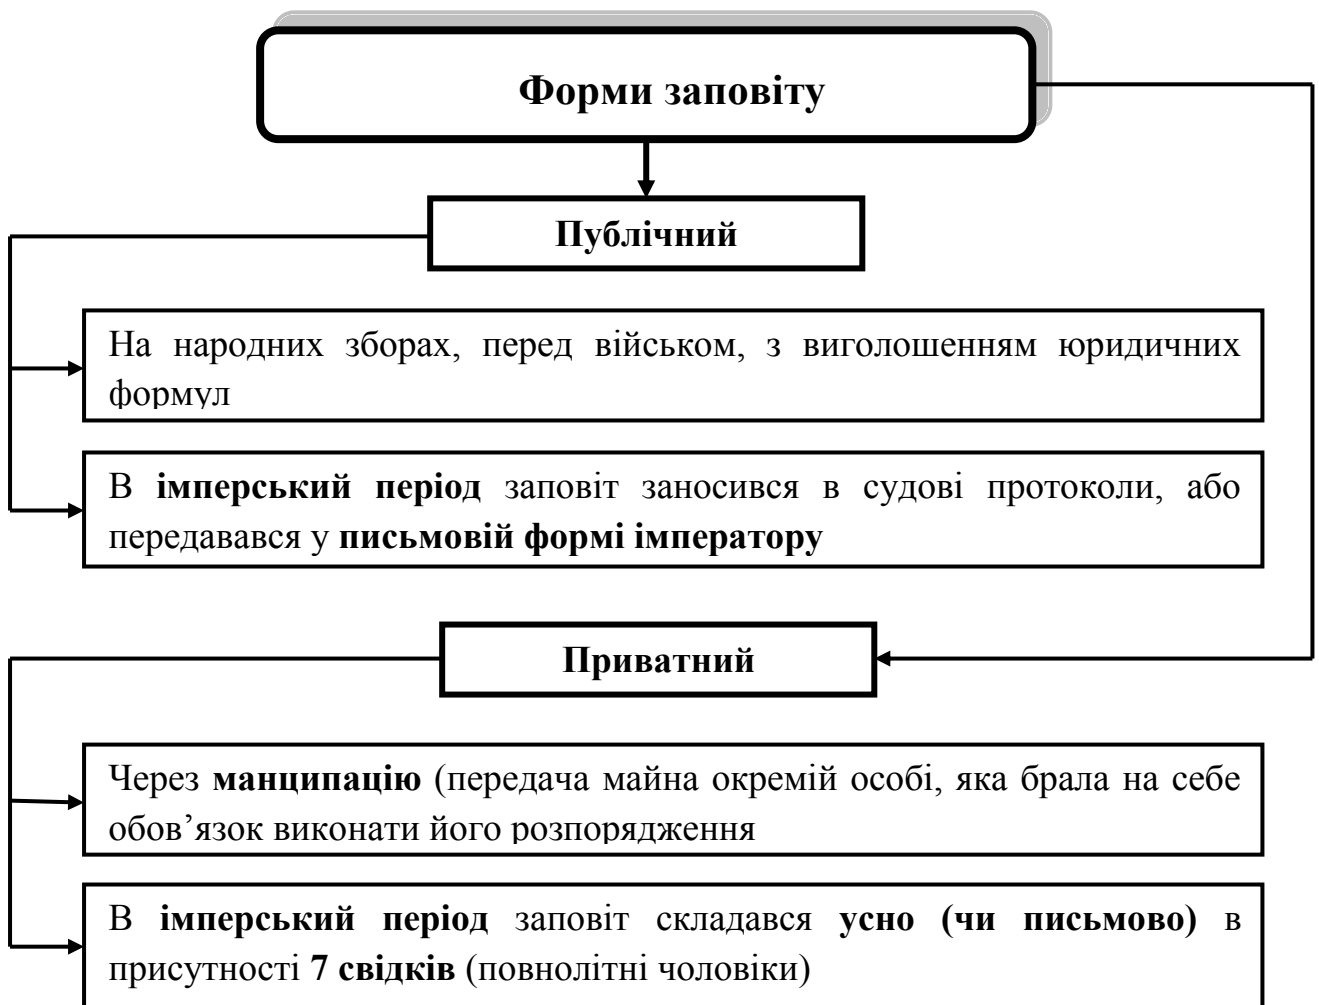 Форми заповіту
Публічний
На народних зборах, перед військом, з виголошенням юридичних
формул
В імперський період заповіт заносився в судові протоколи, або
передавався у письмовій формі імператору
Приватний
Через манципацію (передача майна окремій особі, яка брала на себе
обов’язок виконати його розпорядження
В імперський період заповіт складався усно (чи письмово) в
присутності 7 свідків (повнолітні чоловіки)